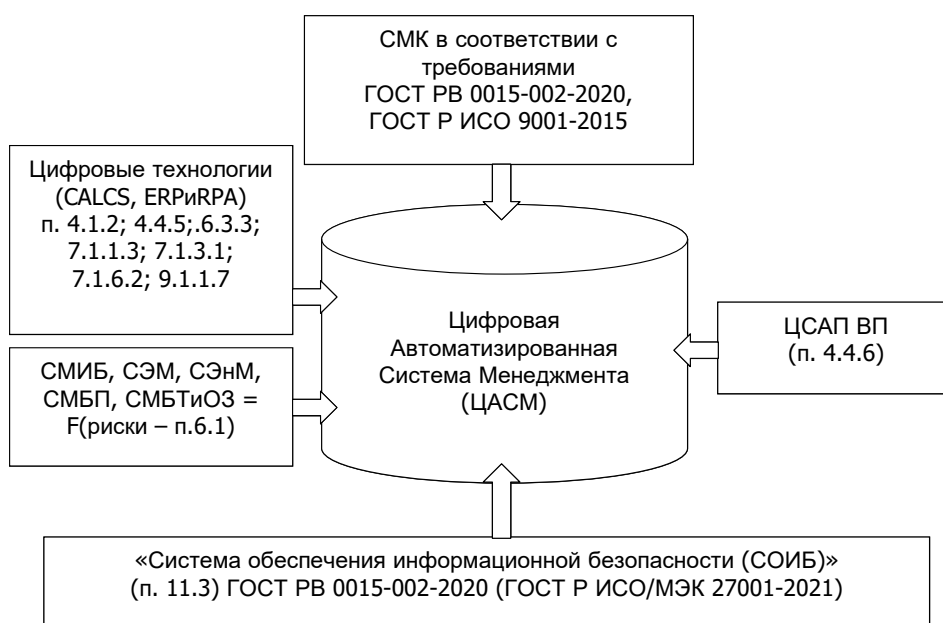 СМК в соответствии с
требованиями
ГОСТ РВ 0015-002-2020,
ГОСТ Р ИСО 9001-2015
Цифровые технологии
(CALCS, ERPиRPA)
п. 4.1.2; 4.4.5;.6.3.3;
7.1.1.3; 7.1.3.1;
7.1.6.2; 9.1.1.7
СМИБ, СЭМ, СЭнМ,
СМБП, СМБТиОЗ =
F(риски – п.6.1)
Цифровая
Автоматизированная
Система Менеджмента
(ЦАСМ)
ЦСАП ВП
(п. 4.4.6)
«Система обеспечения информационной безопасности (СОИБ)»
(п. 11.3) ГОСТ РВ 0015-002-2020 (ГОСТ Р ИСО/МЭК 27001-2021)